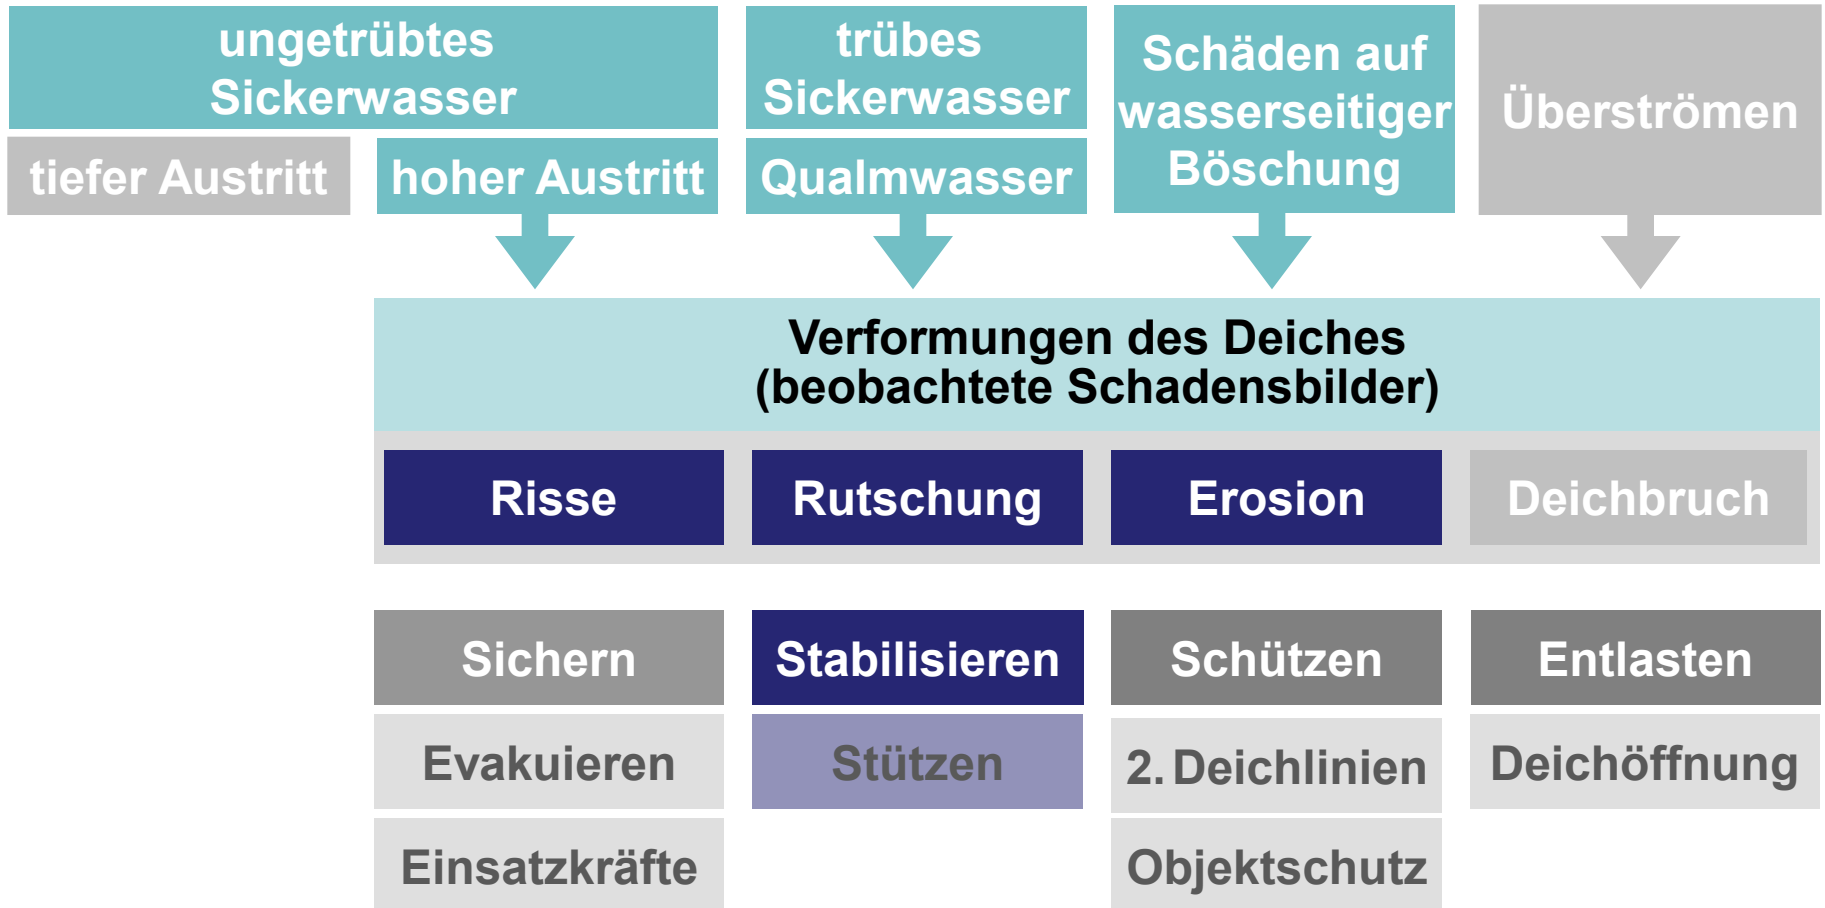 ungetrübtes
Sickerwasser
tiefer Austritt
hoher Austritt
trübes
Sickerwasser
Qualmwasser
Schäden auf
wasserseitiger
Böschung
Überströmen
Verformungen des Deiches
(beobachtete Schadensbilder)
Risse
Rutschung
Erosion
Deichbruch
Sichern
Evakuieren
Einsatzkräfte
Stabilisieren
Stützen
Schützen
2. Deichlinien
Objektschutz
Entlasten
Deichöffnung